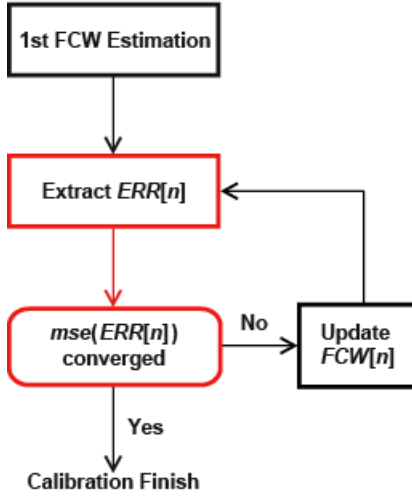 1st FCW Estimation
Extract ERR[n]
mse(ERR[n])
converged
No
Update
FCW[n]
Yes
Calibration Finish